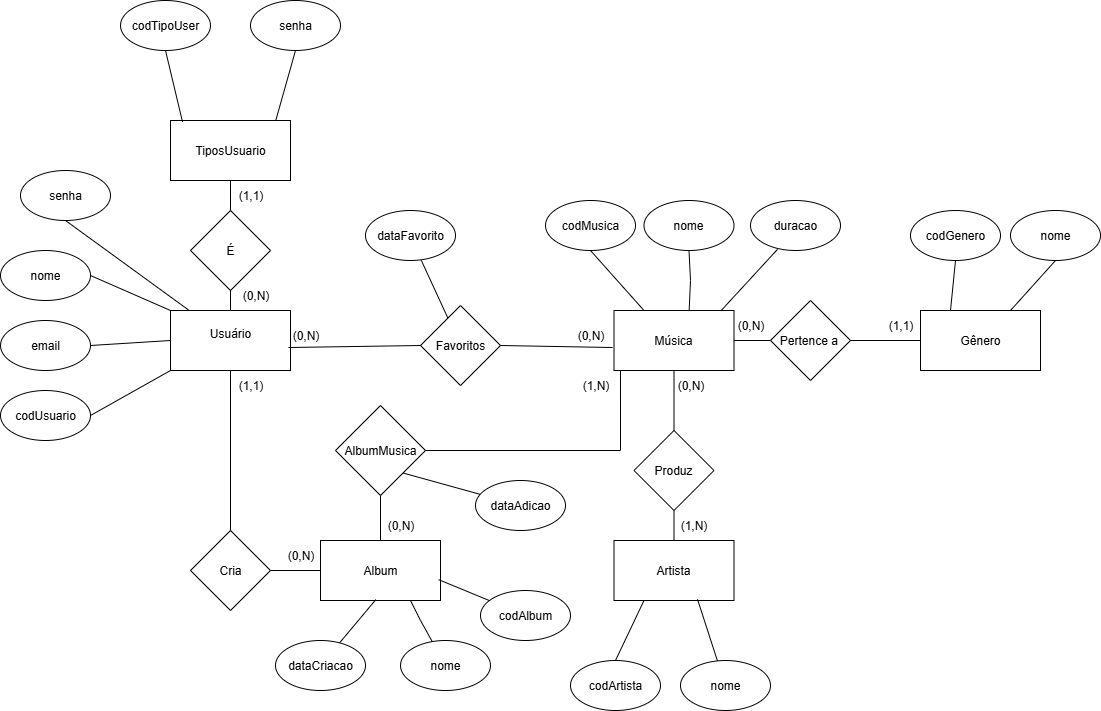 codTipoUser
senha
TiposUsuario
(1,1)
senha
É
nome
(0,N)
dataFavorito
codMusica
nome
duracao
codGenero
nome
Usuário
(0,N)
Favoritos
(0,N)
Música
(0,N)
Pertence a
(1,1)
Gênero
email
codUsuario
(1,1)
(1,N)
(0,N)
AlbumMusica
Produz
dataAdicao
(0,N)
(1,N)
Cria
(0,N)
Album
Artista
codAlbum
dataCriacao
nome
codArtista
nome